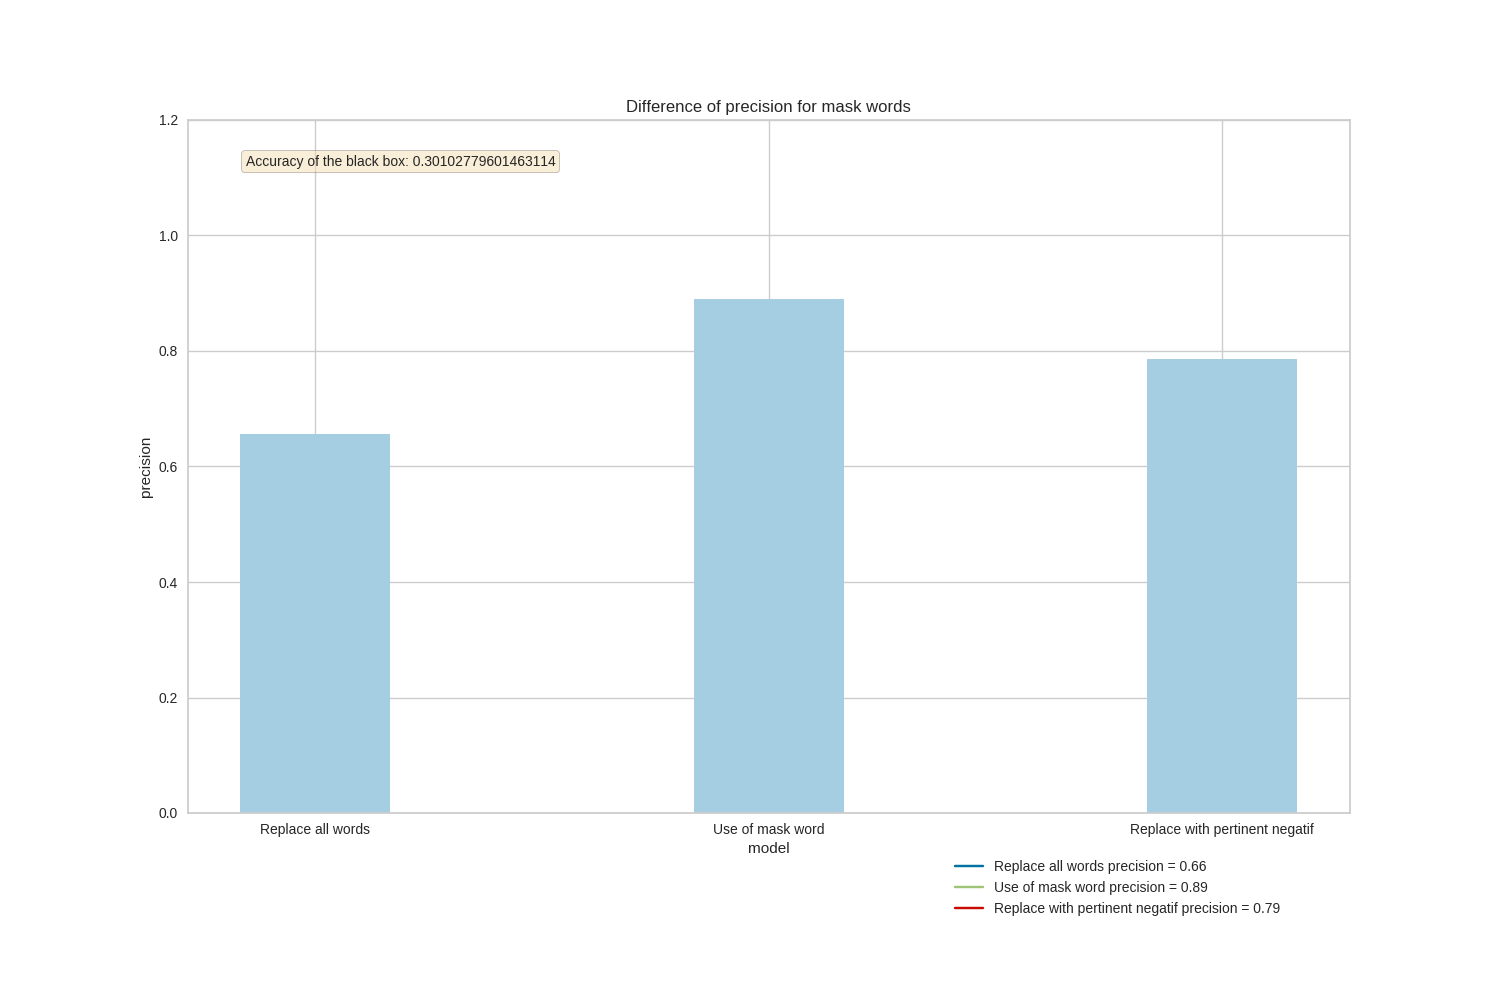 Difference of precision for mask words
1.2
Accuracy of the black box: 0.30102779601463114
1.0
0.8
0.6
0.4
0.2
0.0
precision
Replace all words
Use of mask word
Replace with pertinent negatif
model
Replace all words precision = 0.66
Use of mask word precision = 0.89
Replace with pertinent negatif precision = 0.79